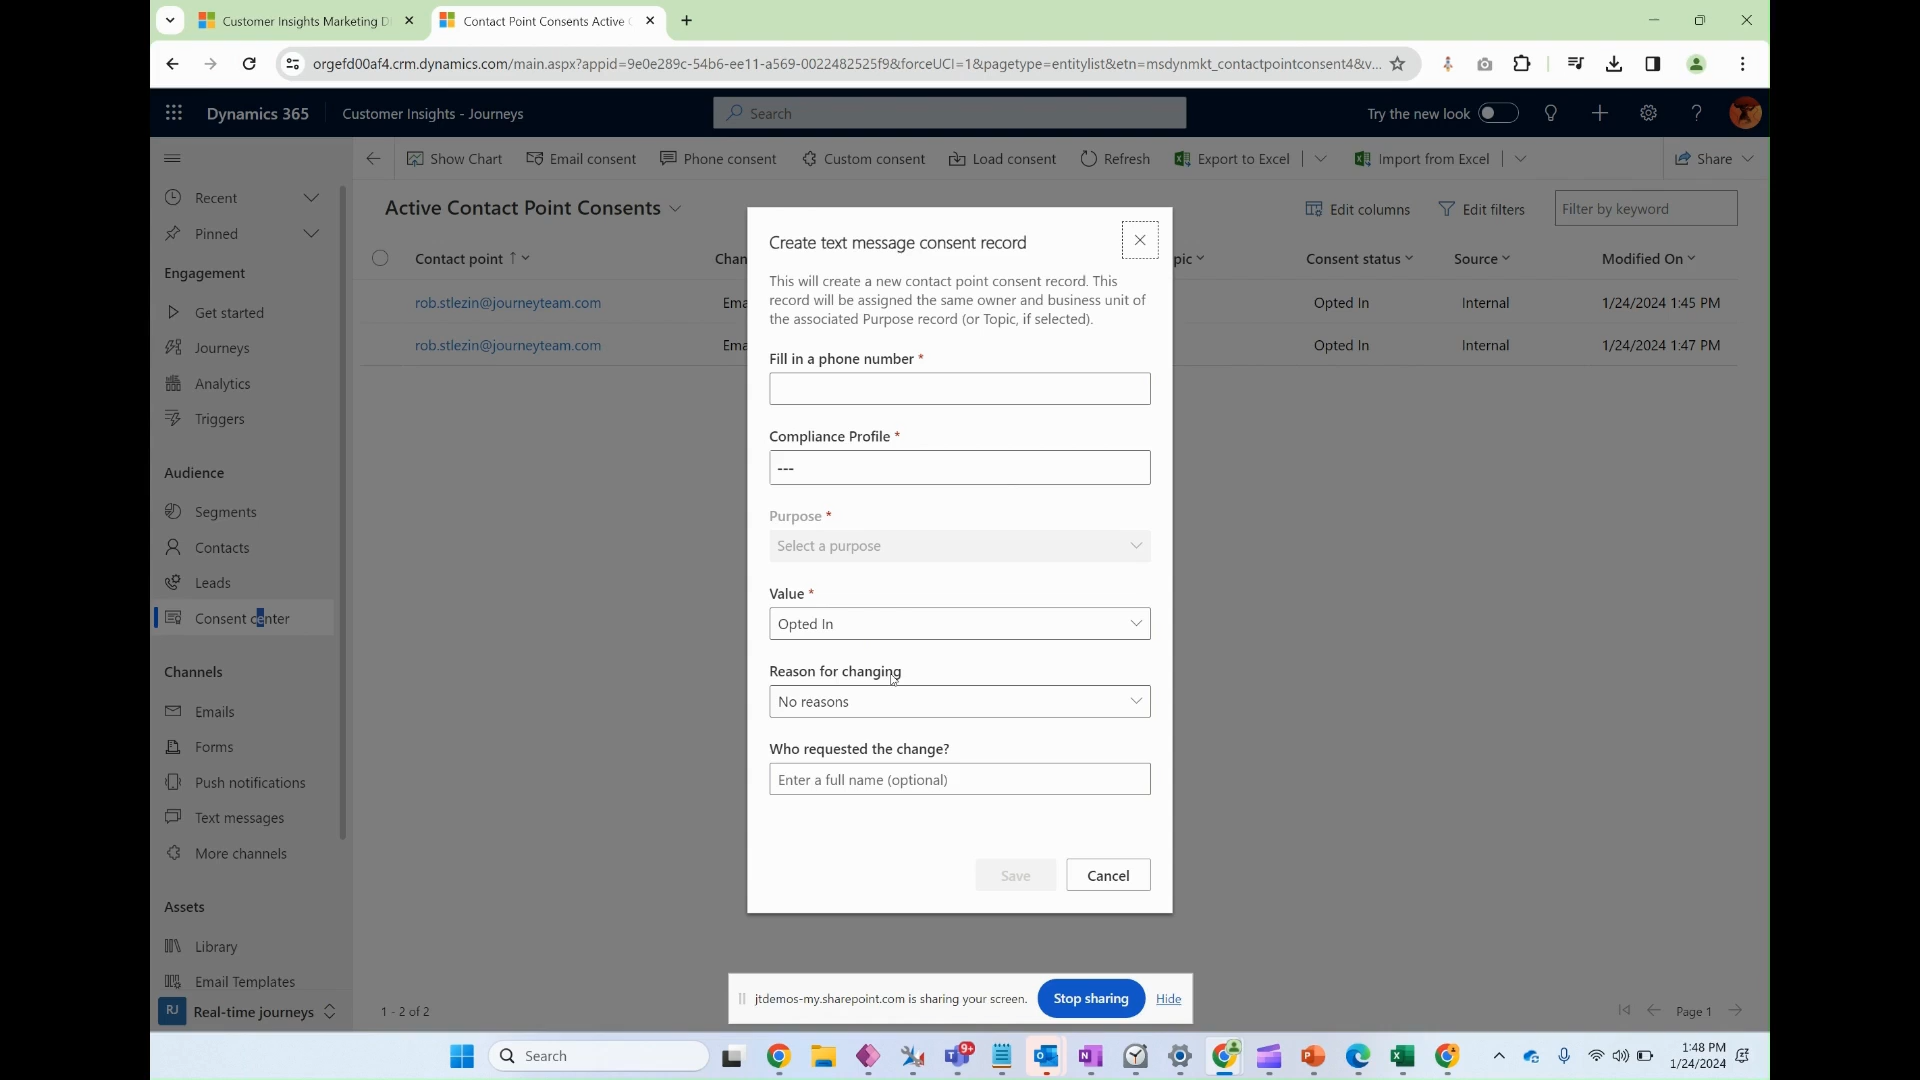 Customer Insights Marketing D
Contact Point Consents Active
orgefd00af4.crm.dynamics.com/main.aspx?appid=9e0e289c-54b6-ee11-a569-0022482525f9&forceUCI=1&pagetype=entitylist&etn=msdynmkt_contactpointconsent4&v...
Dynamics 365
Customer Insights - Journeys
Search
Try the new look
Show Chart
Email consent
Phone consent
Custom consent
Load consent
Refresh
Export to Excel
Import from Excel
Share
Recent
Pinned
Engagement
Get started
Journeys
Analytics
Triggers
Audience
Segments
Contacts
Leads
Consent center
Channels
Emails
Forms
Push notifications
Text messages
More channels
Assets
Library
Email Templates
RJ Real-time journeys
Active Contact Point Consents
Edit columns
Edit filters
Filter by keyword
Contact point ↑
Chan
pic
Consent status
Source
Modified On
rob.stlezin@journeyteam.com
Ema
Opted In
Internal
1/24/2024 1:45 PM
rob.stlezin@journeyteam.com
Ema
Opted In
Internal
1/24/2024 1:47 PM
Create text message consent record
This will create a new contact point consent record. This
record will be assigned the same owner and business unit of
the associated Purpose record (or Topic, if selected).
Fill in a phone number *
Compliance Profile *
---
Purpose *
Select a purpose
Value *
Opted In
Reason for changing
No reasons
Who requested the change?
Enter a full name (optional)
Save
Cancel
jtdemos-my.sharepoint.com is sharing your screen.
Stop sharing
Hide
1 - 2 of 2
Page 1
Search
9+
1:48 PM
1/24/2024